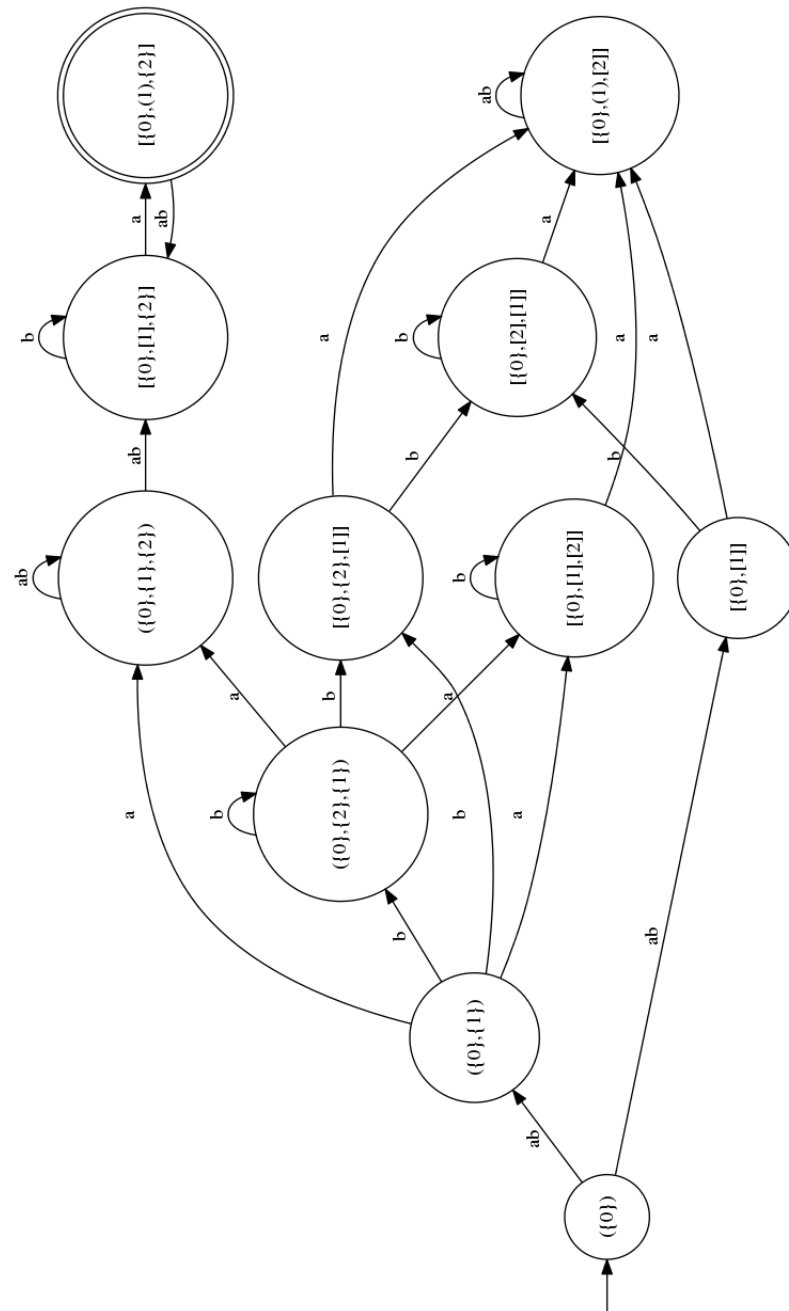 ab
b
a
ab
a
({0},{1},{2})
[{0},[1],{2}]
[{0},(1),{2}]
ab
b
a
a
b
({0},{2},{1})
[{0},{2},[1]]
b
b
b
a
b
b
({0},{1})
ab
a
[{0},[2],[1]]
ab
a
[{0},[1],[2]]
[{0},(1),[2]]
({0})
b
a
ab
a
[{0},[1]]